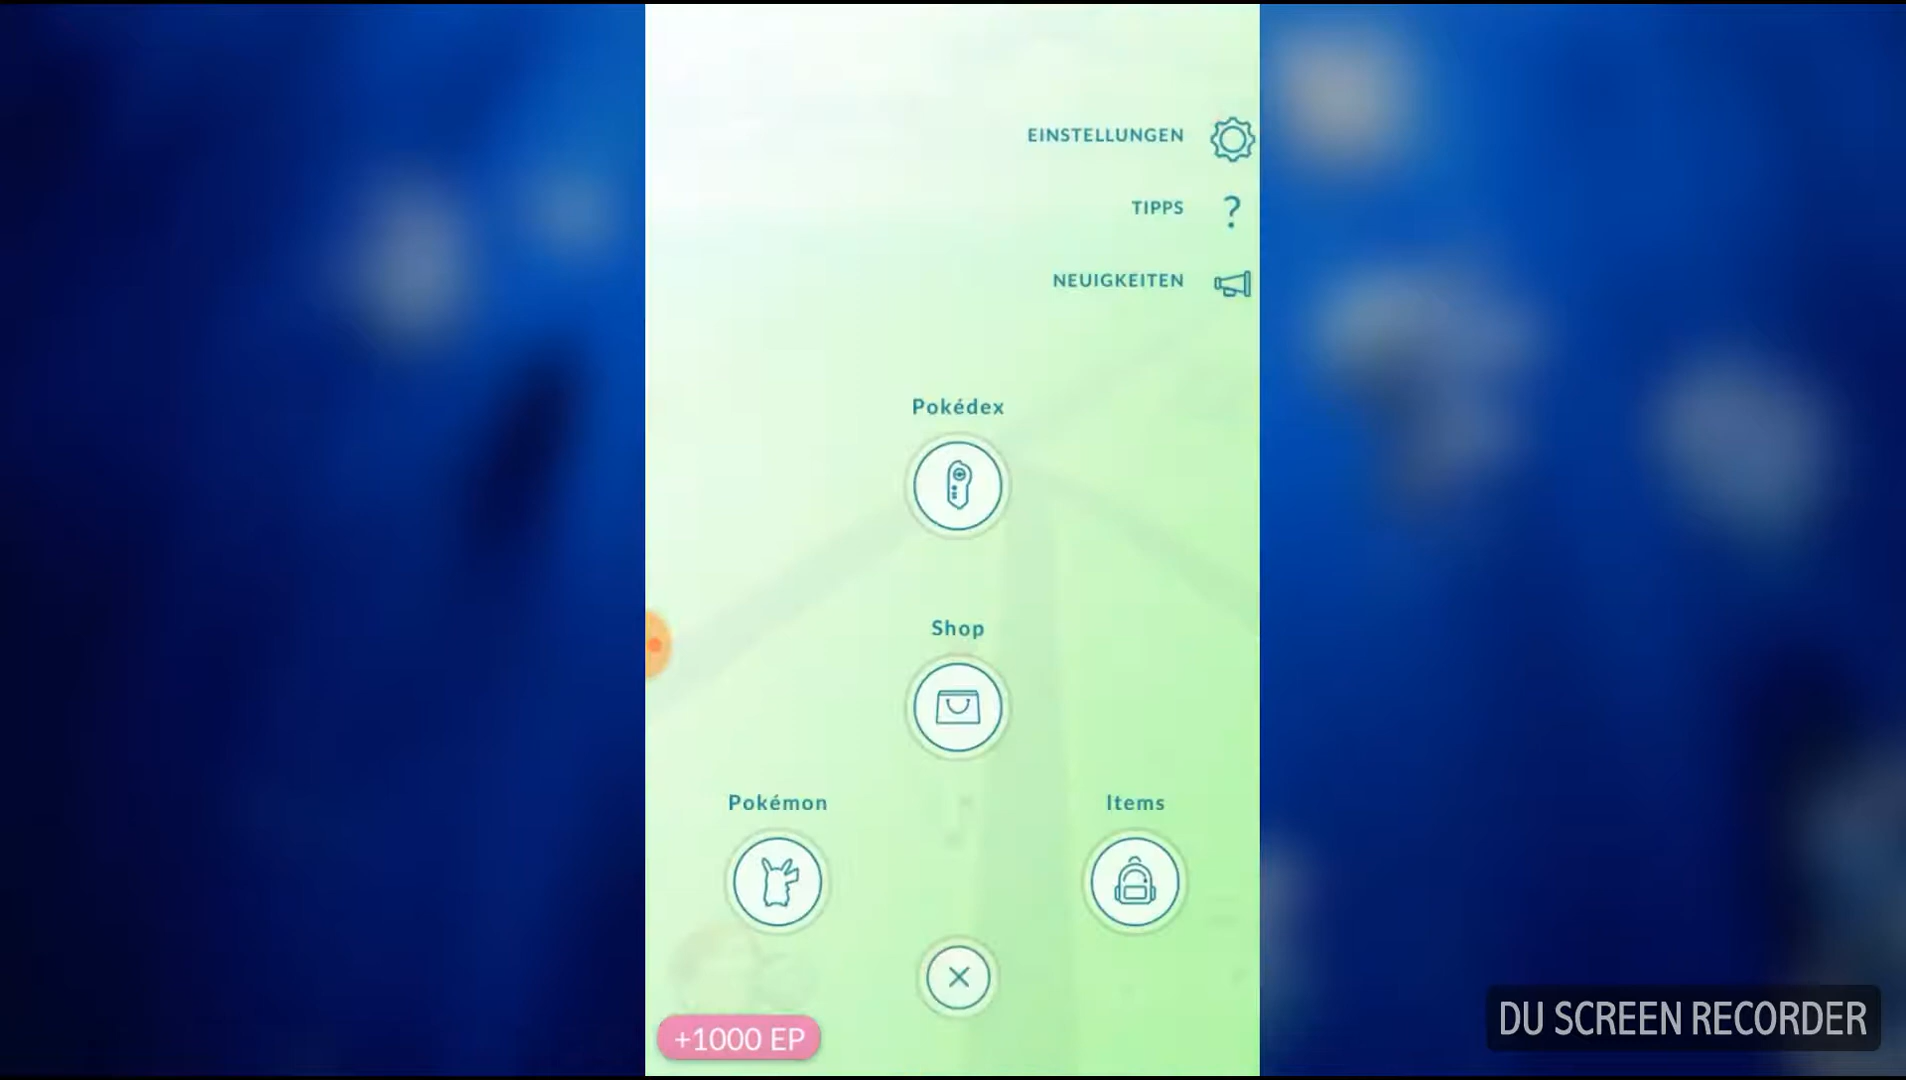 EINSTELLUNGEN
TIPPS
?
NEUIGKEITEN
Pokédex
Shop
Pokémon
Items
+1000 EP
DU SCREEN RECORDER